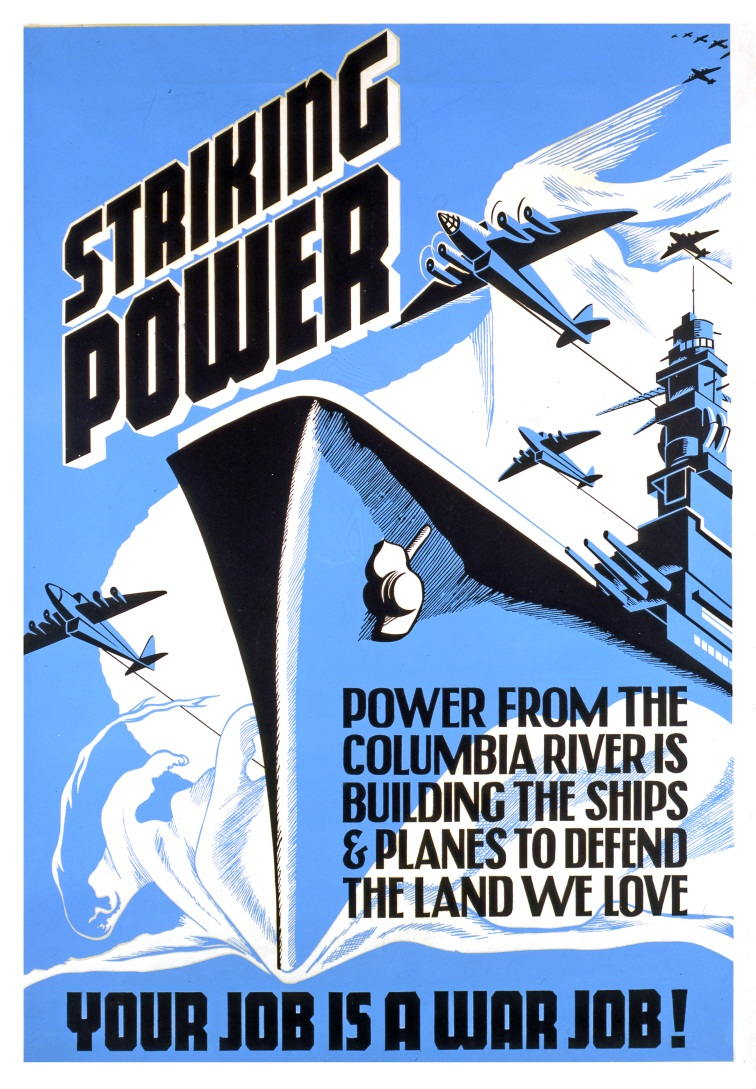 STRIKING
POWER
POWER FROM THE
COLUMBIA RIVER IS
BUILDING THE SHIPS
& PLANES TO DEFEND
THE LAND WE LOVE
YOUR JOB IS A WAR JOB!